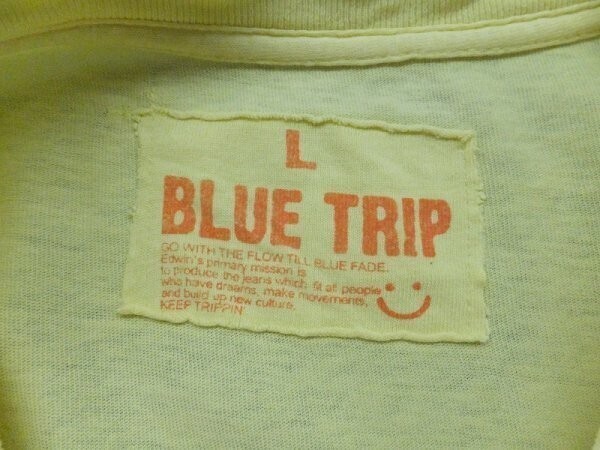 L
BLUE TRIP
GO WITH THE FLOW TILL BLUE FADE.
Edwin's primary mission is
to produce the jeans which fit all people
who have dreams, make movements,
and build up new culture.
KEEP TRIPPIN'